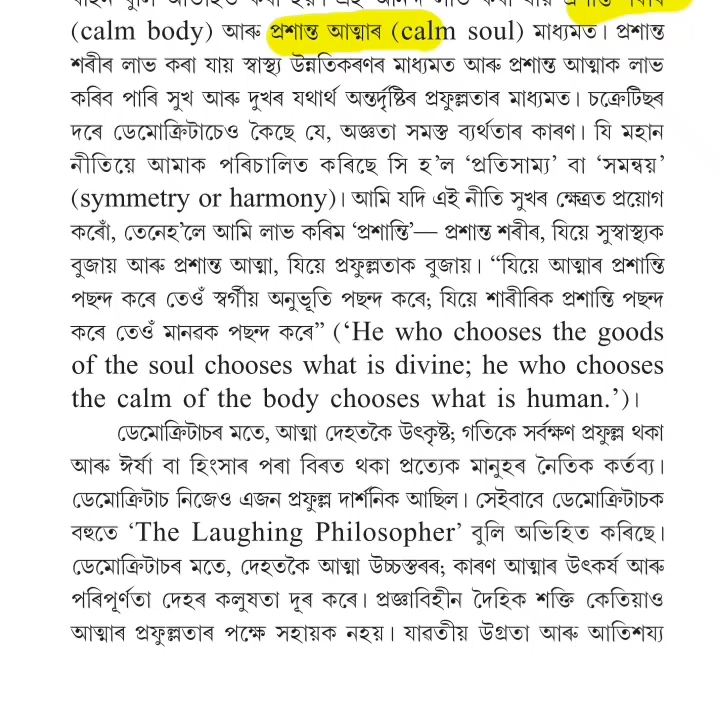 (calm body) আৰু প্ৰশান্ত আত্মাৰ (calm soul) মাধ্যমত। প্ৰশান্ত
শৰীৰ লাভ কৰা যায় স্বাস্থ্য উন্নতিকৰণৰ মাধ্যমত আৰু প্ৰশান্ত আত্মাক লাভ
কৰিব পাৰি সুখ আৰু দুখৰ যথাৰ্থ অন্তৰ্দৃষ্টিৰ প্ৰফুল্লতাৰ মাধ্যমত। চক্ৰেটিছৰ
দৰে ডেমোক্ৰিটাচেও কৈছে যে, অজ্ঞতা সমস্ত ব্যৰ্থতাৰ কাৰণ। যি মহান
নীতিয়ে আমাক পৰিচালিত কৰিছে সি হ'ল ‘প্ৰতিসাম্য’ বা ‘সমন্বয়’
(symmetry or harmony)। আমি যদি এই নীতি সুখৰ ক্ষেত্ৰত প্ৰয়োগ
কৰোঁ, তেনেহ'লে আমি লাভ কৰিম ‘প্ৰশান্তি’— প্ৰশান্ত শৰীৰ, যিয়ে সুস্বাস্থ্যক
বুজায় আৰু প্ৰশান্ত আত্মা, যিয়ে প্ৰফুল্লতাক বুজায়। “যিয়ে আত্মাৰ প্ৰশান্তি
পছন্দ কৰে তেওঁ স্বৰ্গীয় অনুভূতি পছন্দ কৰে; যিয়ে শাৰীৰিক প্ৰশান্তি পছন্দ
কৰে তেওঁ মানৱক পছন্দ কৰে” (‘He who chooses the goods
of the soul chooses what is divine; he who chooses
the calm of the body chooses what is human.’)।
ডেমোক্ৰিটাচৰ মতে, আত্মা দেহতকৈ উৎকৃষ্ট; গতিকে সৰ্বক্ষণ প্ৰফুল্ল থকা
আৰু ঈৰ্ষা বা হিংসাৰ পৰা বিৰত থকা প্ৰত্যেক মানুহৰ নৈতিক কৰ্তব্য।
ডেমোক্ৰিটাচ নিজেও এজন প্ৰফুল্ল দাৰ্শনিক আছিল। সেইবাবে ডেমোক্ৰিটাচক
বহুতে ‘The Laughing Philosopher’ বুলি অভিহিত কৰিছে।
ডেমোক্ৰিটাচৰ মতে, দেহতকৈ আত্মা উচ্চস্তৰৰ; কাৰণ আত্মাৰ উৎকৰ্ষ আৰু
পৰিপূৰ্ণতা দেহৰ কলুষতা দূৰ কৰে। প্ৰজ্ঞাবিহীন দৈহিক শক্তি কেতিয়াও
আত্মাৰ প্ৰফুল্লতাৰ পক্ষে সহায়ক নহয়। যাৱতীয় উগ্ৰতা আৰু আতিশয্য